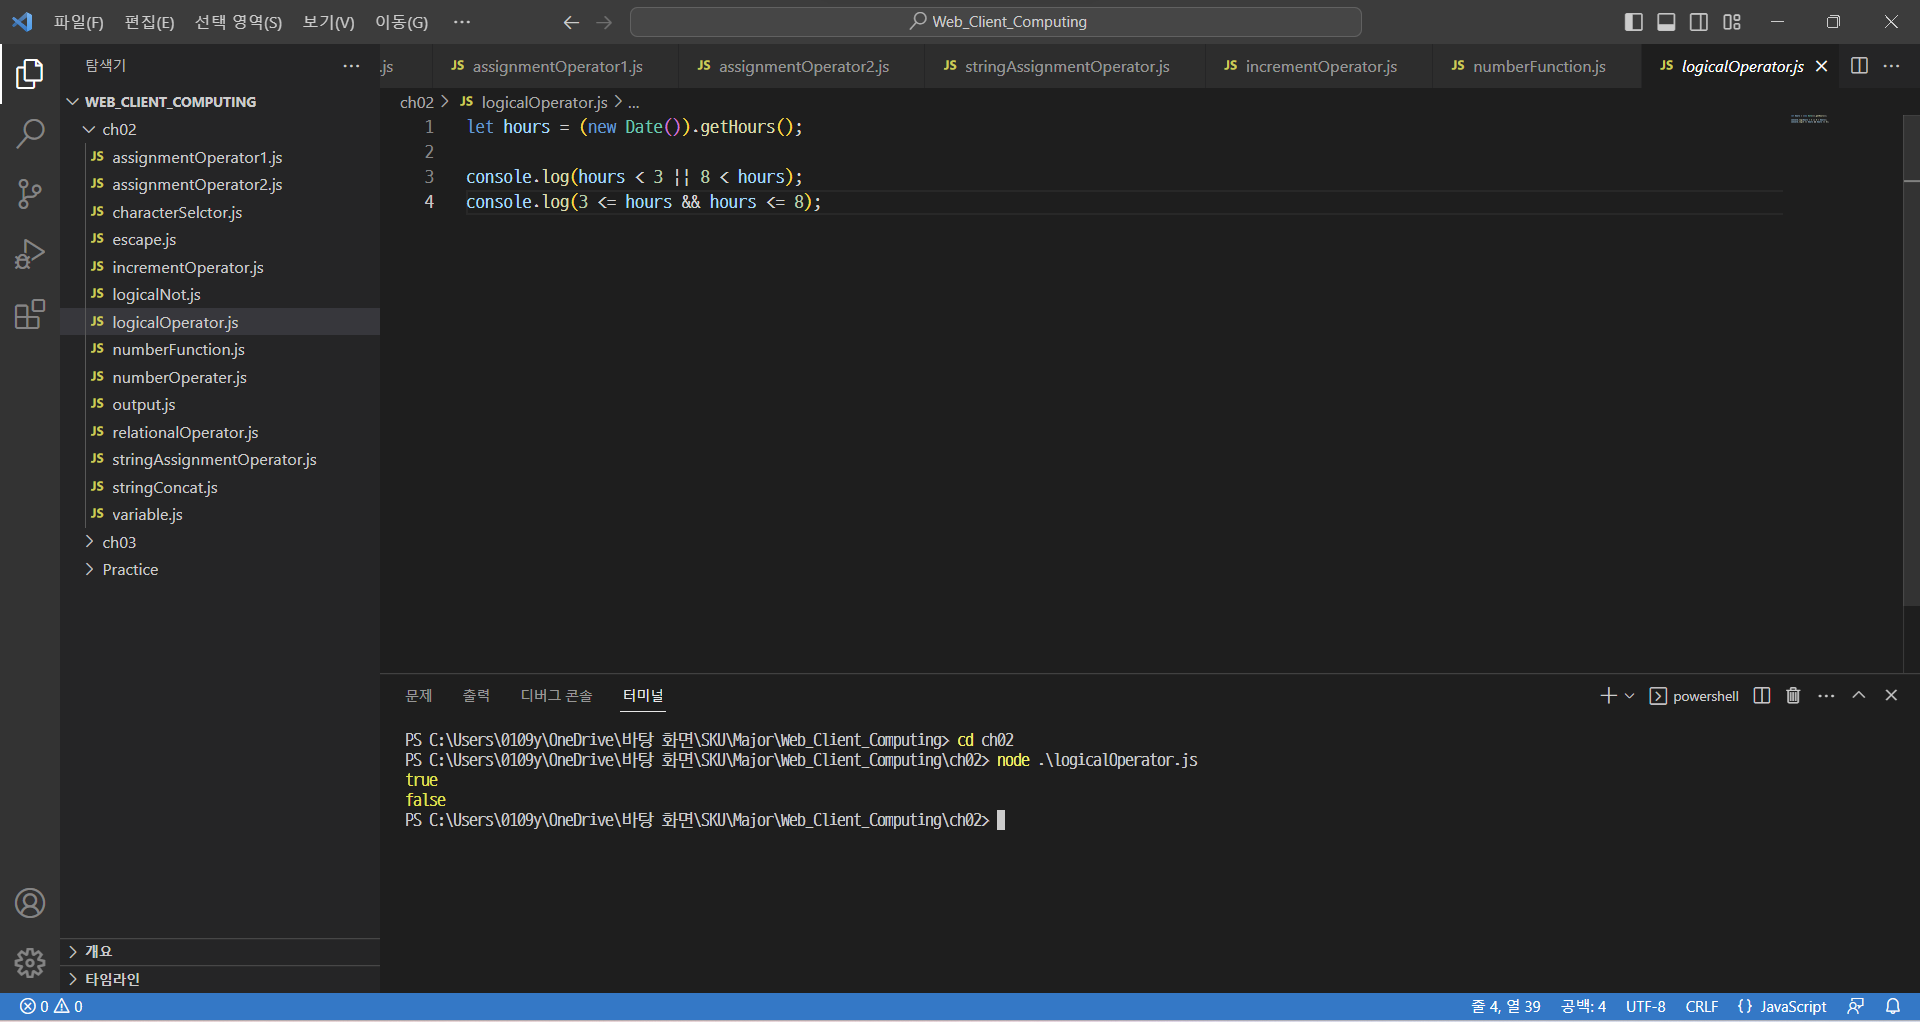 파일(F) 편집(E) 선택 영역(S) 보기(V) 이동(G) ... Web_Client_Computing
탐색기 ...
WEB_CLIENT_COMPUTING
ch02
JS assignmentOperator1.js
JS assignmentOperator2.js
JS characterSelctor.js
JS escape.js
JS incrementOperator.js
JS logicalNot.js
JS logicalOperator.js
JS numberFunction.js
JS numberOperater.js
JS output.js
JS relationalOperator.js
JS stringAssignmentOperator.js
JS stringConcat.js
JS variable.js
ch03
Practice
개요
타임라인
.js JS assignmentOperator1.js JS assignmentOperator2.js JS stringAssignmentOperator.js JS incrementOperator.js JS numberFunction.js JS logicalOperator.js
ch02 > JS logicalOperator.js > ...
1 let hours = (new Date()).getHours();
2
3 console.log(hours < 3 || 8 < hours);
4 console.log(3 <= hours && hours <= 8);
문제 출력 디버그 콘솔 터미널 powershell
PS C:\Users\0109y\OneDrive\바탕 화면\SKU\Major\Web_Client_Computing> cd ch02
PS C:\Users\0109y\OneDrive\바탕 화면\SKU\Major\Web_Client_Computing\ch02> node .\logicalOperator.js
true
false
PS C:\Users\0109y\OneDrive\바탕 화면\SKU\Major\Web_Client_Computing\ch02>
0 0 줄 4, 열 39 공백: 4 UTF-8 CRLF {} JavaScript